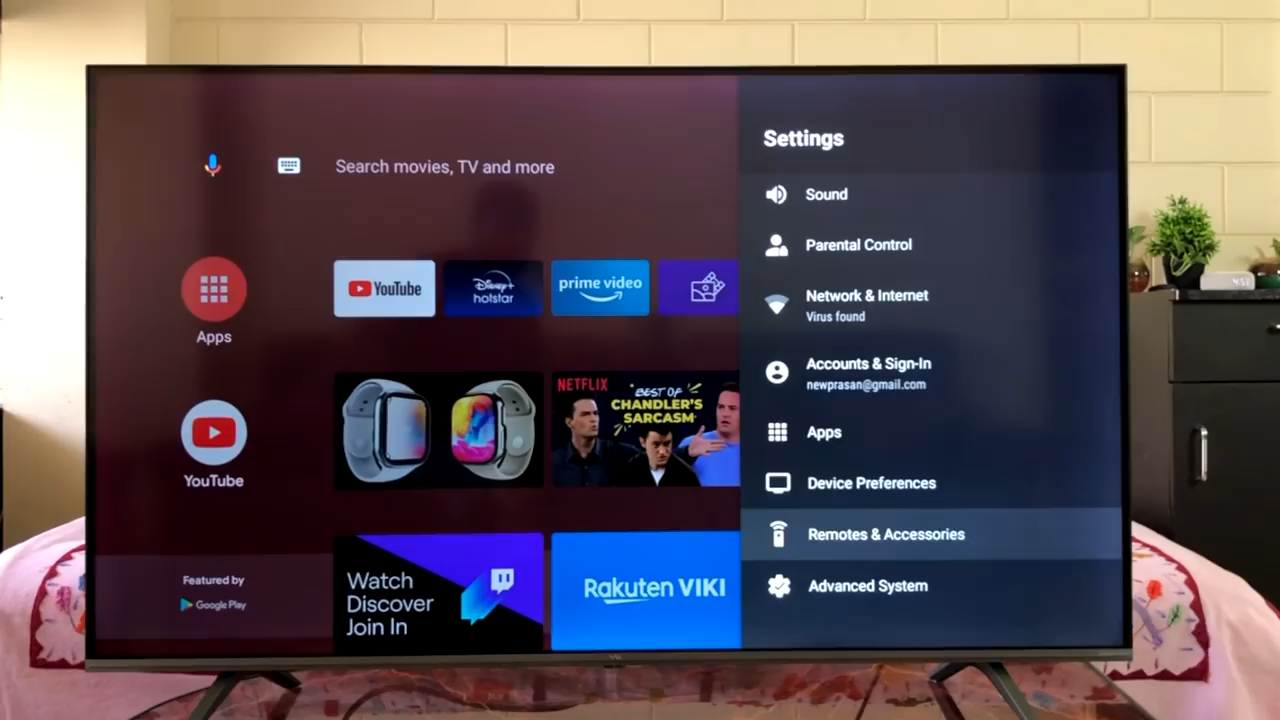 Search movies, TV and more
Apps
YouTube
Featured by
Google Play
YouTube
Disney+
hotstar
prime video
NETFLIX
BEST OF
CHANDLER'S
SARCASM
Watch
Discover
Join In
Rakuten VIKI
Settings
Sound
Parental Control
Network & Internet
Virus found
Accounts & Sign-In
newprasan@gmail.com
Apps
Device Preferences
Remotes & Accessories
Advanced System